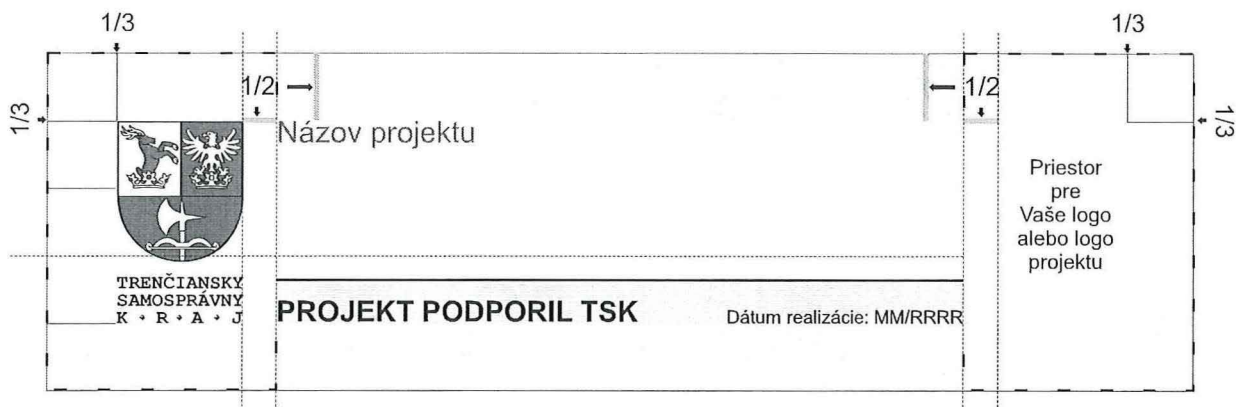 1/3
1/3
1/2
1/2
1/3
1/3
Názov projektu
Priestor
pre
Vaše logo
alebo logo
projektu
TRENČIANSKY
SAMOSPRÁVNY
K • R • A • J
PROJEKT PODPORIL TSK
Dátum realizácie: MM/RRRR